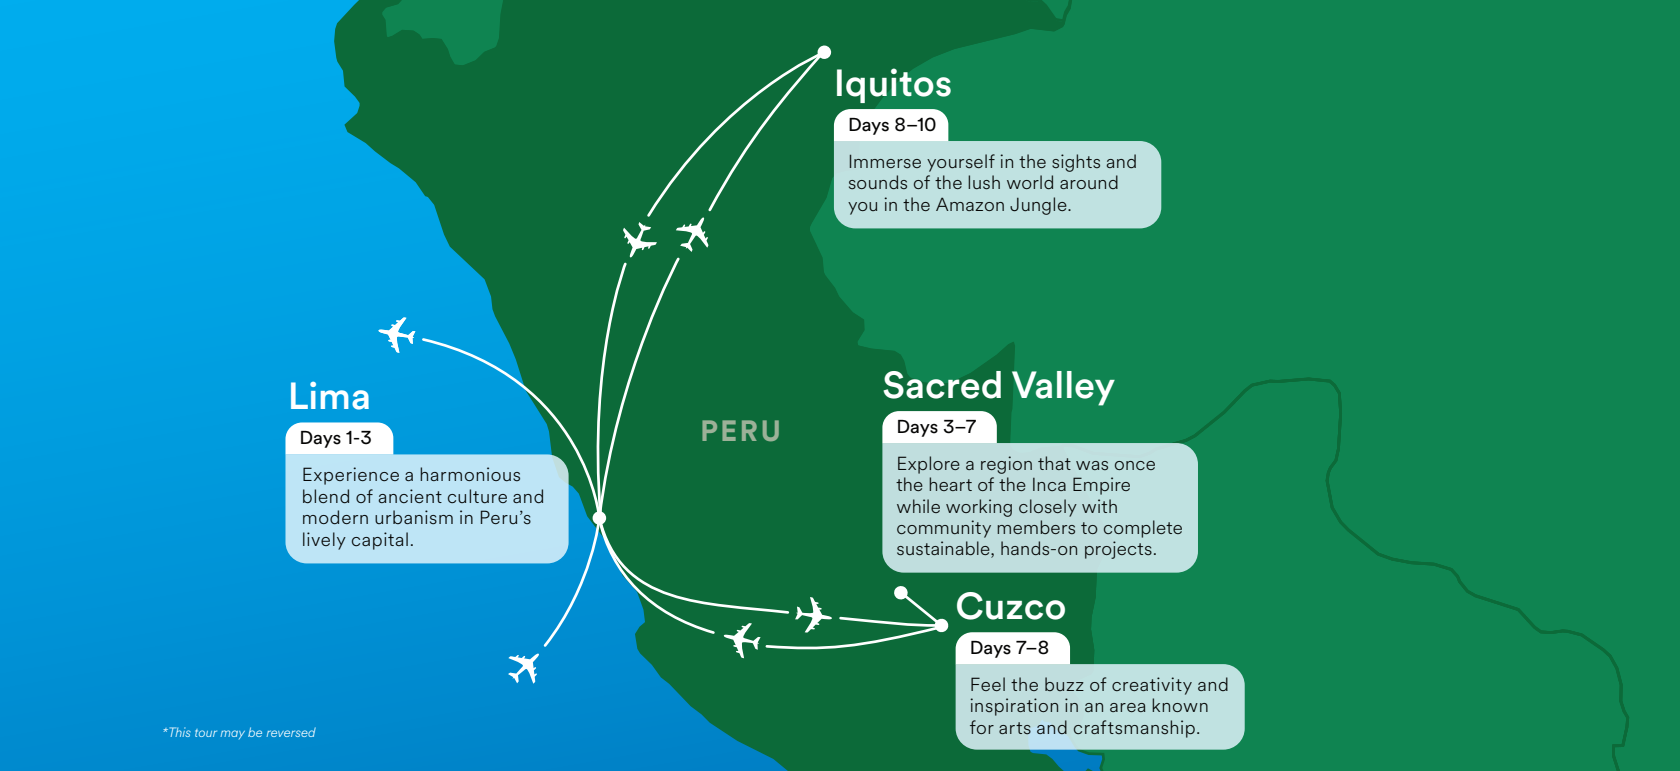 Iquitos
Days 8–10
Immerse yourself in the sights and
sounds of the lush world around
you in the Amazon Jungle.
Lima
Days 1-3
Experience a harmonious
blend of ancient culture and
modern urbanism in Peru’s
lively capital.
PERU
Sacred Valley
Days 3–7
Explore a region that was once
the heart of the Inca Empire
while working closely with
community members to complete
sustainable, hands-on projects.
Cuzco
Days 7–8
Feel the buzz of creativity and
inspiration in an area known
for arts and craftsmanship.
*This tour may be reversed